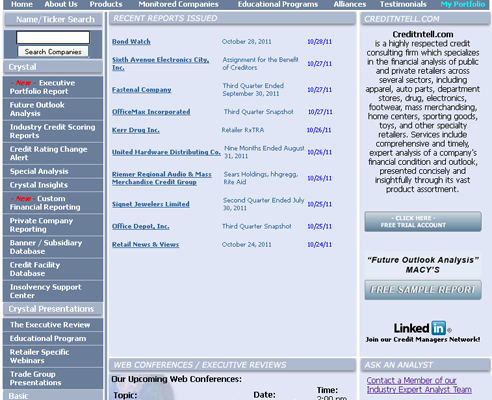 Home About Us Products Monitored Companies Educational Programs Alliances Testimonials My Portfolio
Name/Ticker Search
Search Companies
Crystal
- New - Executive
Portfolio Report
Future Outlook
Analysis
Industry Credit Scoring
Reports
Credit Rating Change
Alert
Special Analysis
Crystal Insights
- New - Custom
Financial Reporting
Private Company
Reporting
Banner / Subsidiary
Database
Credit Facility
Database
Insolvency Support
Center
Crystal Presentations
The Executive Review
Educational Program
Retailer Specific
Webinars
Trade Group
Presentations
Basic
RECENT REPORTS ISSUED
Bond Watch October 28, 2011 10/28/11
Sixth Avenue Electronics City, Assignment for the Benefit 10/27/11
Inc. of Creditors
Fastenal Company Third Quarter Ended 10/27/11
September 30, 2011
OfficeMax Incorporated Third Quarter Snapshot 10/27/11
Kerr Drug Inc. Retailer RxTRA 10/26/11
United Hardware Distributing Co. Nine Months Ended August 10/26/11
31, 2011
Riemer Regional Audio & Mass Sears Holdings, hhgregg, 10/26/11
Merchandise Credit Group Rite Aid
Signet Jewelers Limited Second Quarter Ended July 10/25/11
30, 2011
Office Depot, Inc. Third Quarter Snapshot 10/25/11
Retail News & Views October 24, 2011 10/24/11
WEB CONFERENCES / EXECUTIVE REVIEWS
Our Upcoming Web Conferences:
Topic: Date: Time:
2:00 pm
CREDITNTELL.COM
Creditntell.com
is a highly respected credit
consulting firm which specializes
in the financial analysis of
public and private retailers across
several sectors, including
apparel, auto parts, department
stores, drug, electronics,
footwear, mass merchandising,
home centers, sporting goods,
toys, and other specialty
retailers. Services include
comprehensive and timely,
expert analysis of a company's
financial condition and outlook,
presented concisely and
insightfully through its vast
product assortment.
- CLICK HERE -
FREE TRIAL ACCOUNT
"Future Outlook Analysis"
MACY'S
FREE SAMPLE REPORT
Linked in
Join our Credit Managers Network!
ASK AN ANALYST
Contact a Member of our
Industry Expert Analyst Team